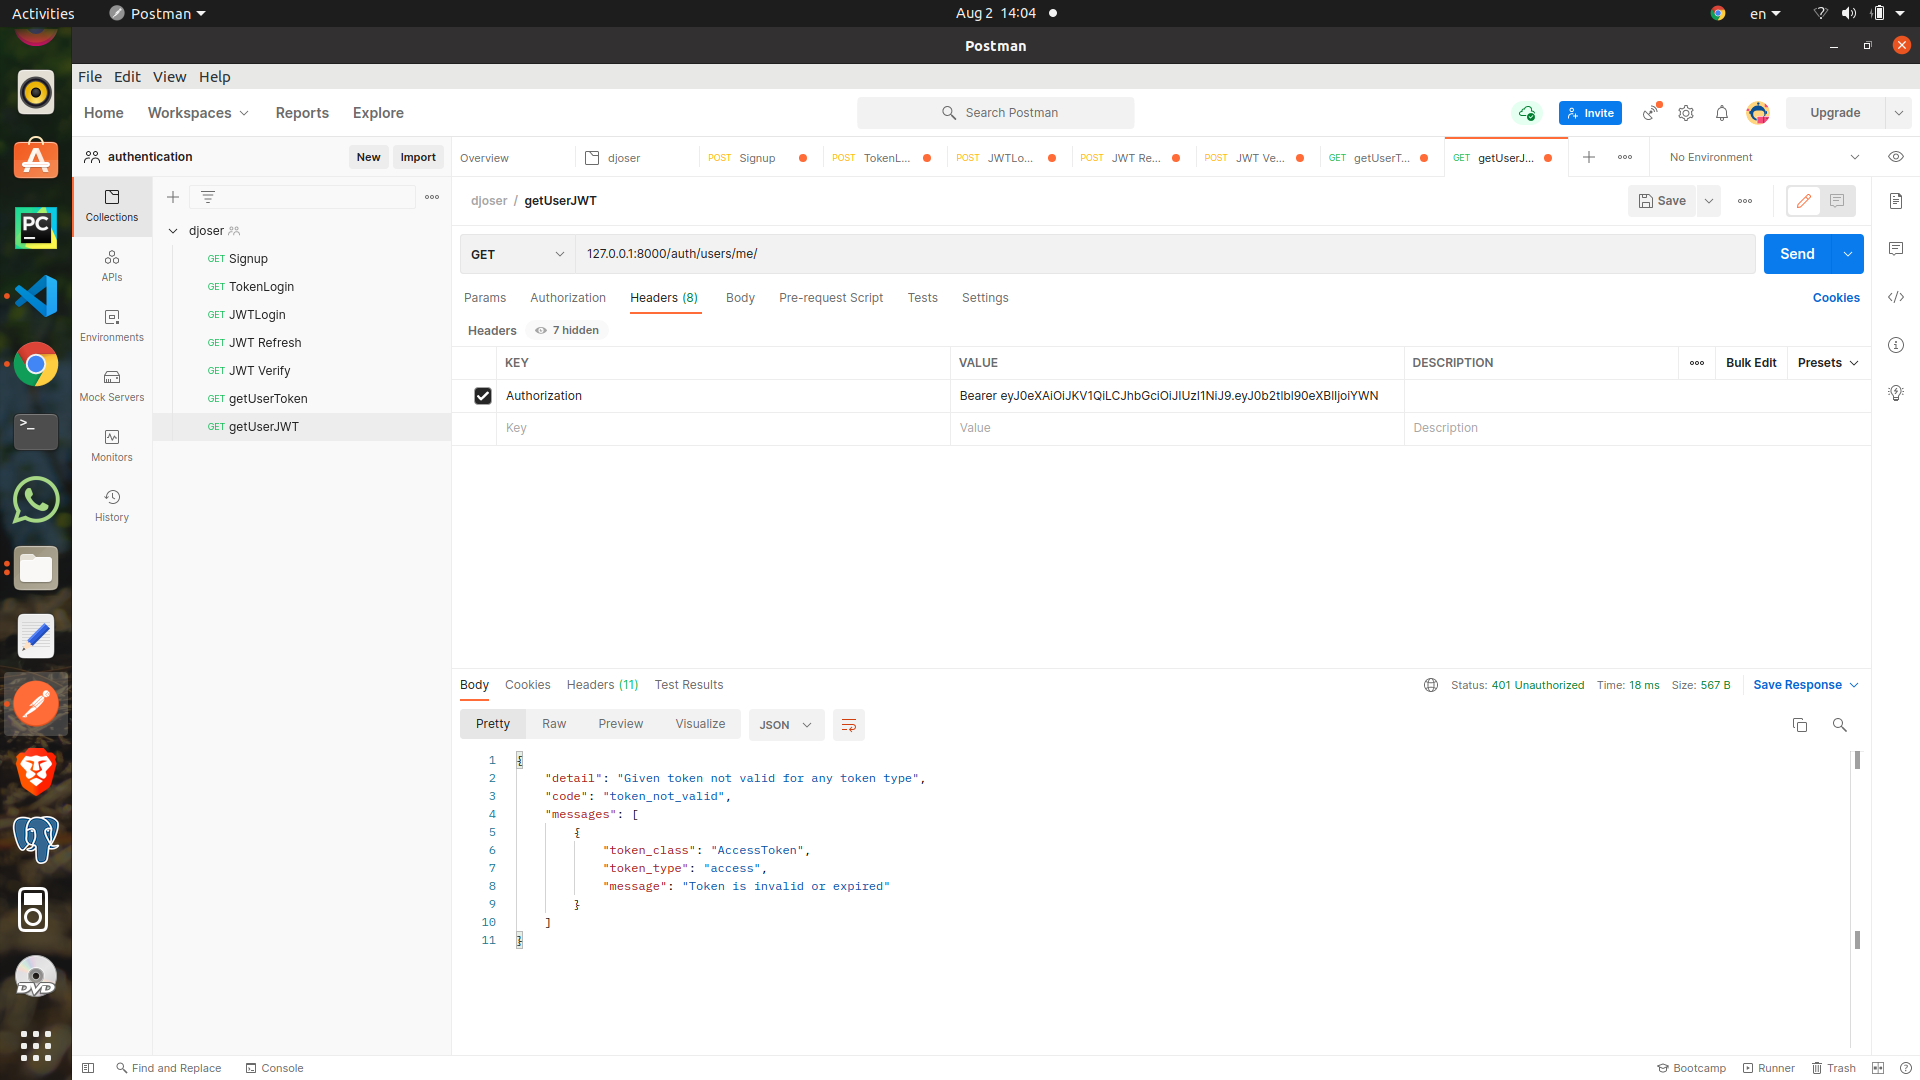 Activities
Postman
Aug 2 14:04
en
Postman
File Edit View Help
Home Workspaces Reports Explore
Search Postman
Invite
Upgrade
authentication
New Import
Overview
djoser
POST Signup
POST TokenL...
POST JWTLo...
POST JWT Re...
POST JWT Ve...
GET getUserT...
GET getUserJ...
No Environment
Collections
APIs
Environments
Mock Servers
Monitors
History
djoser
GET Signup
GET TokenLogin
GET JWTLogin
GET JWT Refresh
GET JWT Verify
GET getUserToken
GET getUserJWT
djoser / getUserJWT
Save
GET 127.0.0.1:8000/auth/users/me/
Send
Params Authorization Headers (8) Body Pre-request Script Tests Settings
Cookies
Headers 7 hidden
KEY VALUE DESCRIPTION
Bulk Edit Presets
Authorization Bearer eyJ0eXAiOiJKV1QiLCJhbGciOiJIUzI1NiJ9.eyJ0b2tlbl90eXBlIjoiYWN
Key Value Description
Body Cookies Headers (11) Test Results
Status: 401 Unauthorized Time: 18 ms Size: 567 B Save Response
Pretty Raw Preview Visualize JSON
1 {
2 "detail": "Given token not valid for any token type",
3 "code": "token_not_valid",
4 "messages": [
5 {
6 "token_class": "AccessToken",
7 "token_type": "access",
8 "message": "Token is invalid or expired"
9 }
10 ]
11 }
Find and Replace Console
Bootcamp Runner Trash
PC
>_
DVD